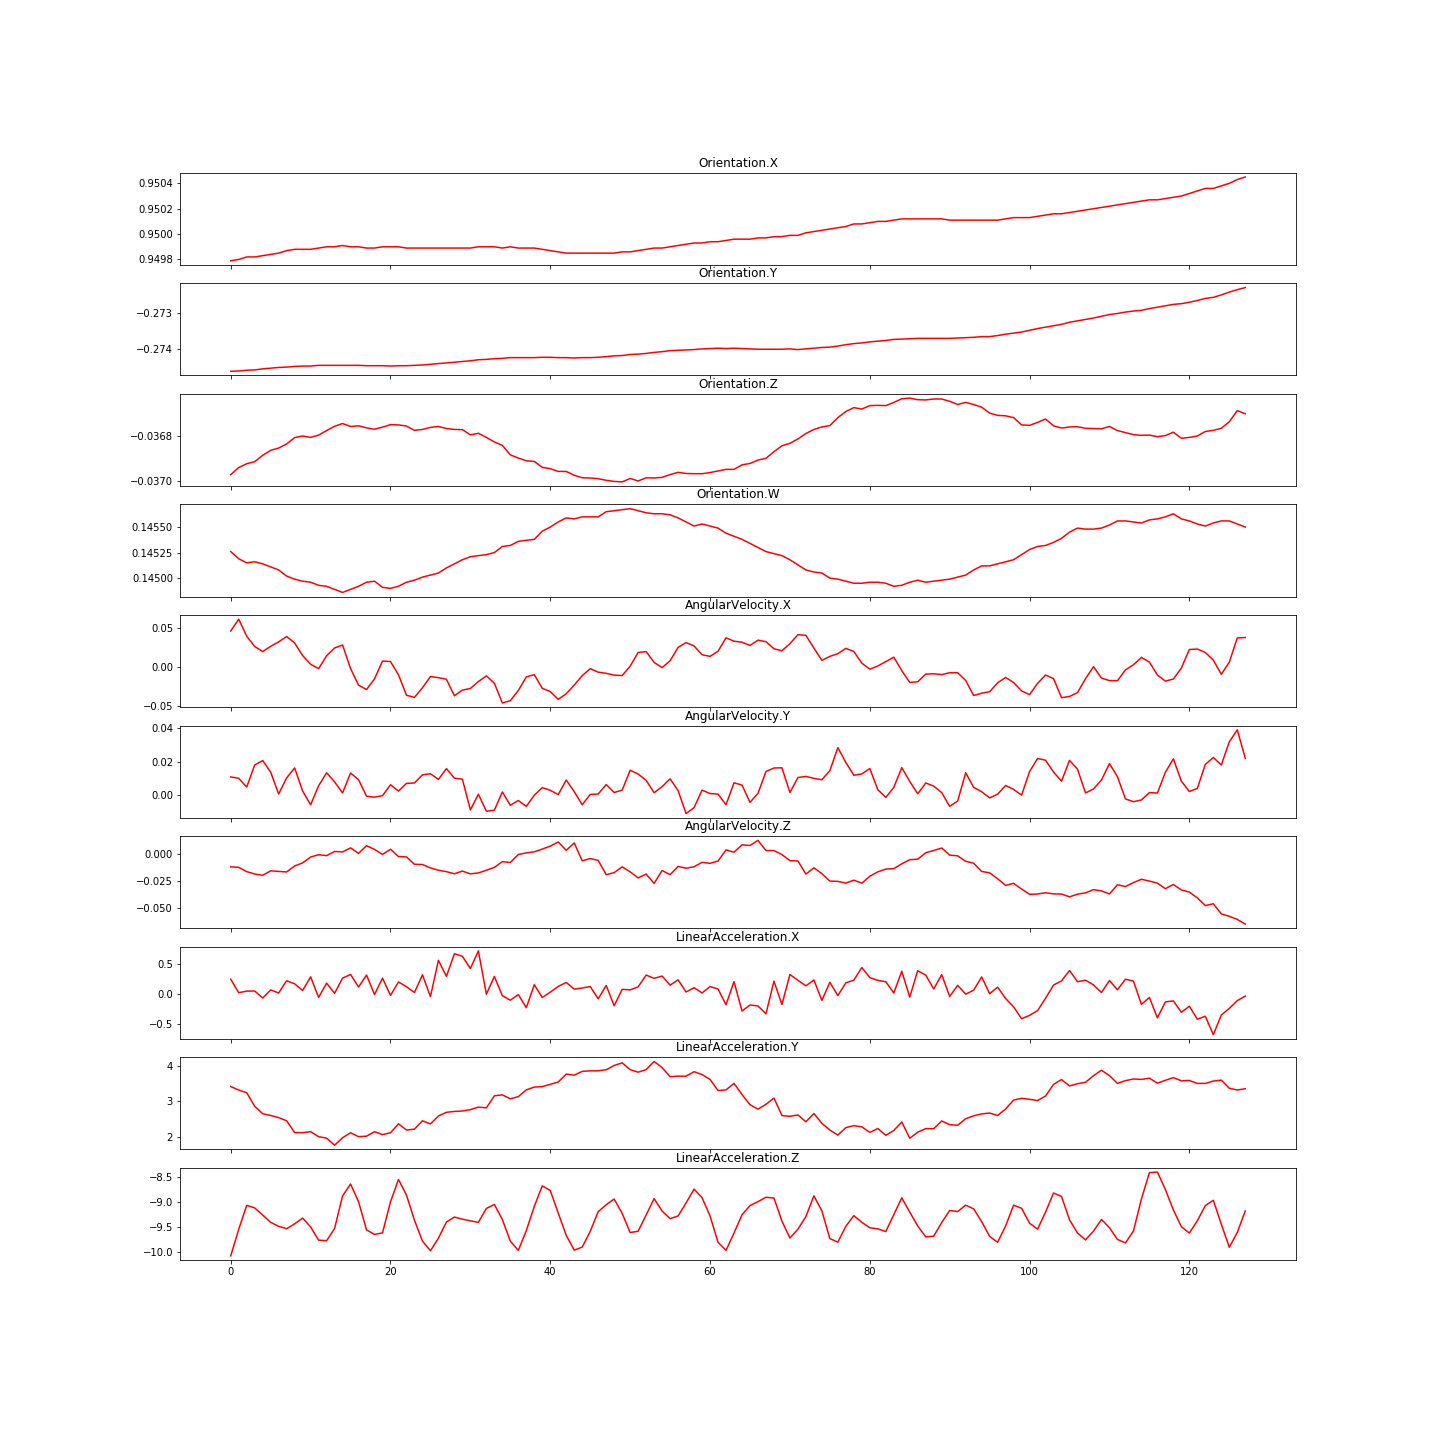 Orientation.X
0.9504
0.9502
0.9500
0.9498
Orientation.Y
−0.273
−0.274
Orientation.Z
−0.0368
−0.0370
Orientation.W
0.14550
0.14525
0.14500
AngularVelocity.X
0.05
0.00
−0.05
AngularVelocity.Y
0.04
0.02
0.00
AngularVelocity.Z
0.000
−0.025
−0.050
LinearAcceleration.X
0.5
0.0
−0.5
LinearAcceleration.Y
4
3
2
LinearAcceleration.Z
−8.5
−9.0
−9.5
−10.0
0 20 40 60 80 100 120